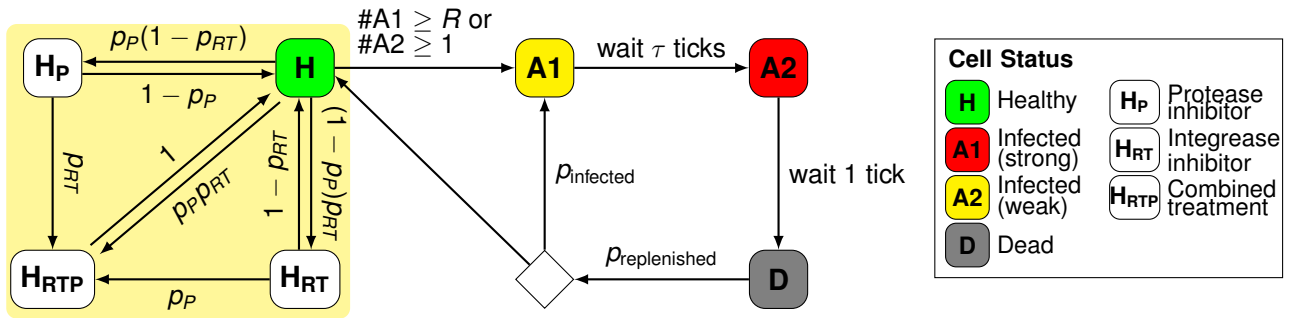 p_P(1 − p_RT)
H_P
H
1 − p_P
p_RT
1
p_P p_RT
1 − p_RT
(1 − p_P)p_RT
H_RTP
p_P
H_RT
#A1 ≥ R or
#A2 ≥ 1
A1
wait τ ticks
A2
p_infected
wait 1 tick
p_replenished
D
Cell Status
H Healthy
A1 Infected
(strong)
A2 Infected
(weak)
D Dead
H_P Protease
inhibitor
H_RT Integrease
inhibitor
H_RTP Combined
treatment